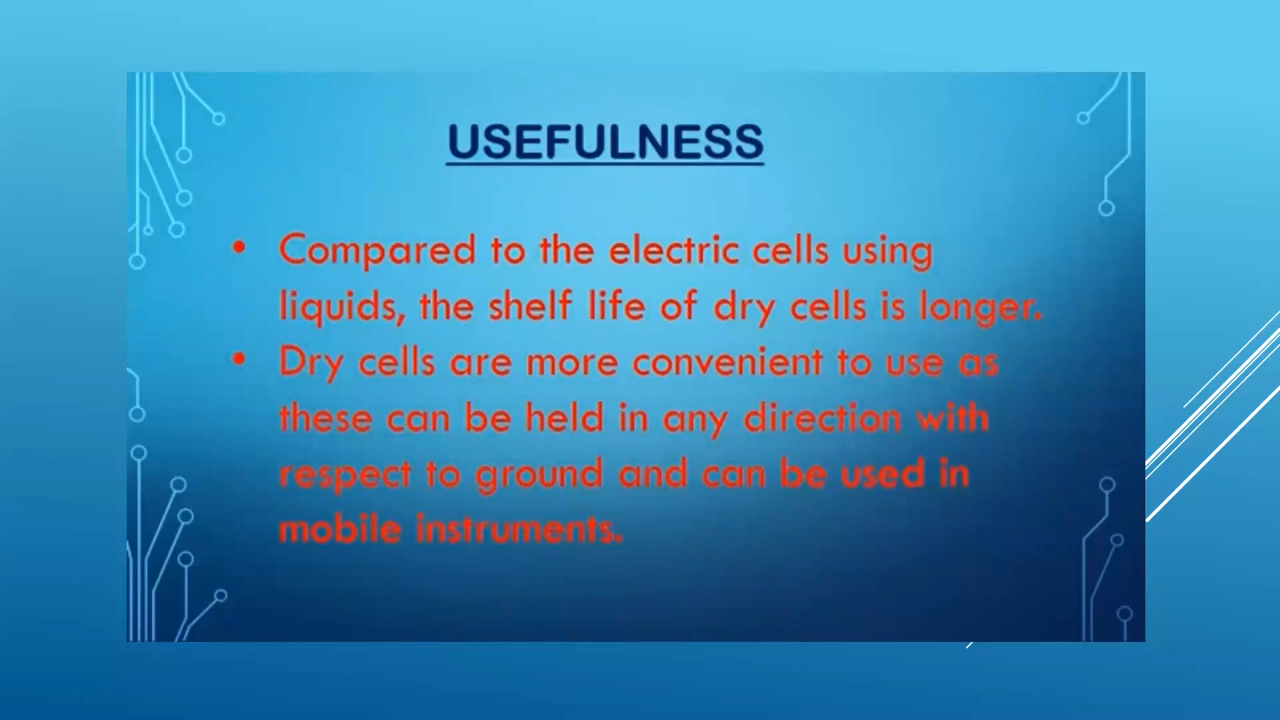 USEFULNESS
• Compared to the electric cells using
liquids, the shelf life of dry cells is longer.
• Dry cells are more convenient to use as
these can be held in any direction with
respect to ground and can be used in
mobile instruments.